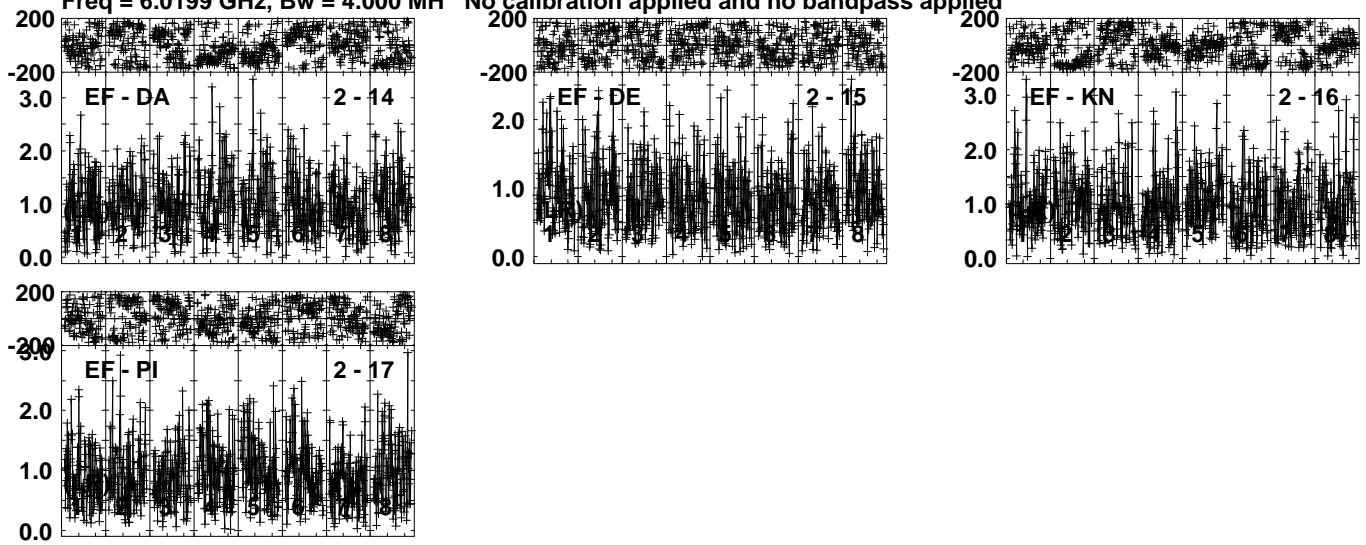 Freq = 6.0199 GHz, Bw = 4.000 MH No calibration applied and no bandpass applied
200
-200
3.0
2.0
1.0
0.0
EF - DA 2 - 14
1 2 3 4 5 6 7 8
200
-200
2.0
1.0
0.0
EF - DE 2 - 15
1 2 3 4 5 6 7 8
200
-200
3.0
2.0
1.0
0.0
EF - KN 2 - 16
1 2 3 4 5 6 7 8
200
-200
3.0
2.0
1.0
0.0
EF - PI 2 - 17
1 2 3 4 5 6 7 8